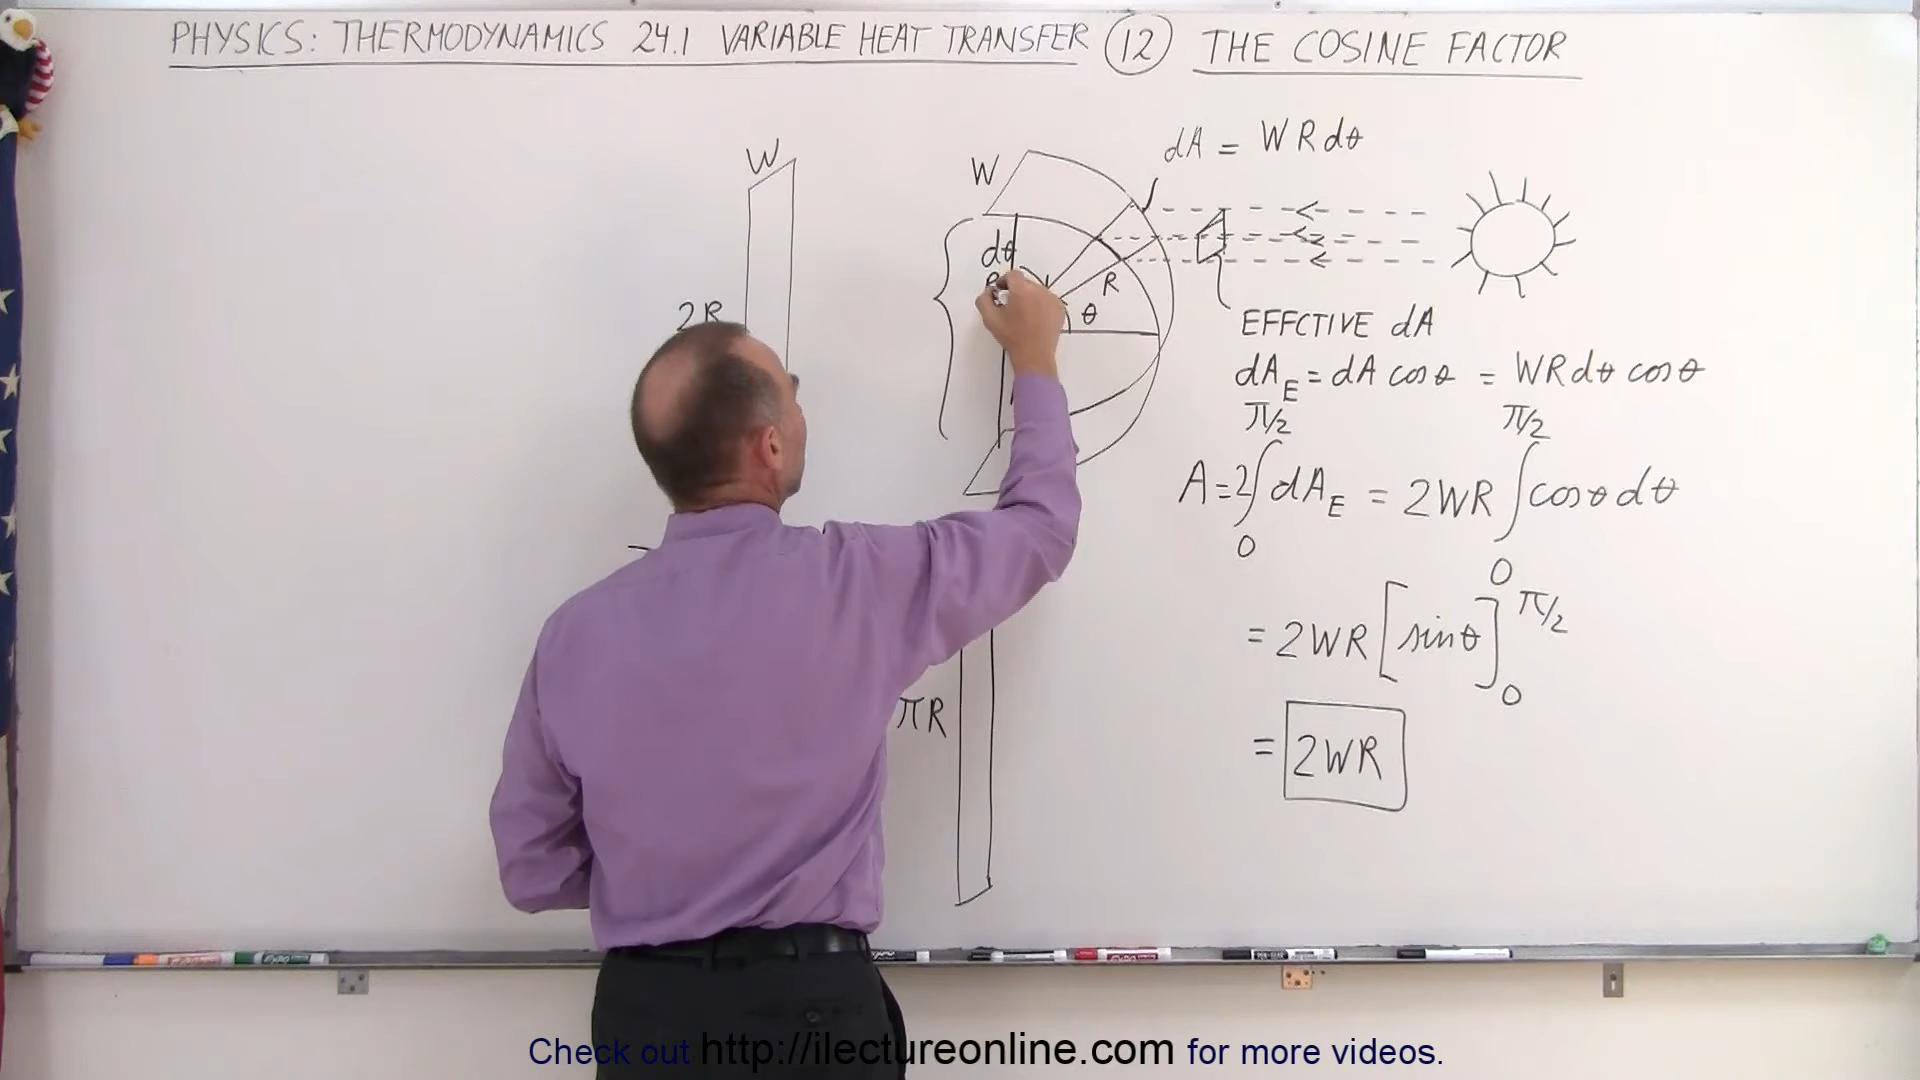 PHYSICS: THERMODYNAMICS 24.1 VARIABLE HEAT TRANSFER 12 THE COSINE FACTOR
dA = WRdθ
W
W
dθ
R
R
θ
2R
EFFCTIVE dA
dA_E = dA cosθ = WRdθ cosθ
A = 2∫₀^{π/2} dA_E = 2WR ∫₀^{π/2} cosθ dθ
= 2WR [sinθ]₀^{π/2}
πR
= 2WR
Check out http://ilectureonline.com for more videos.